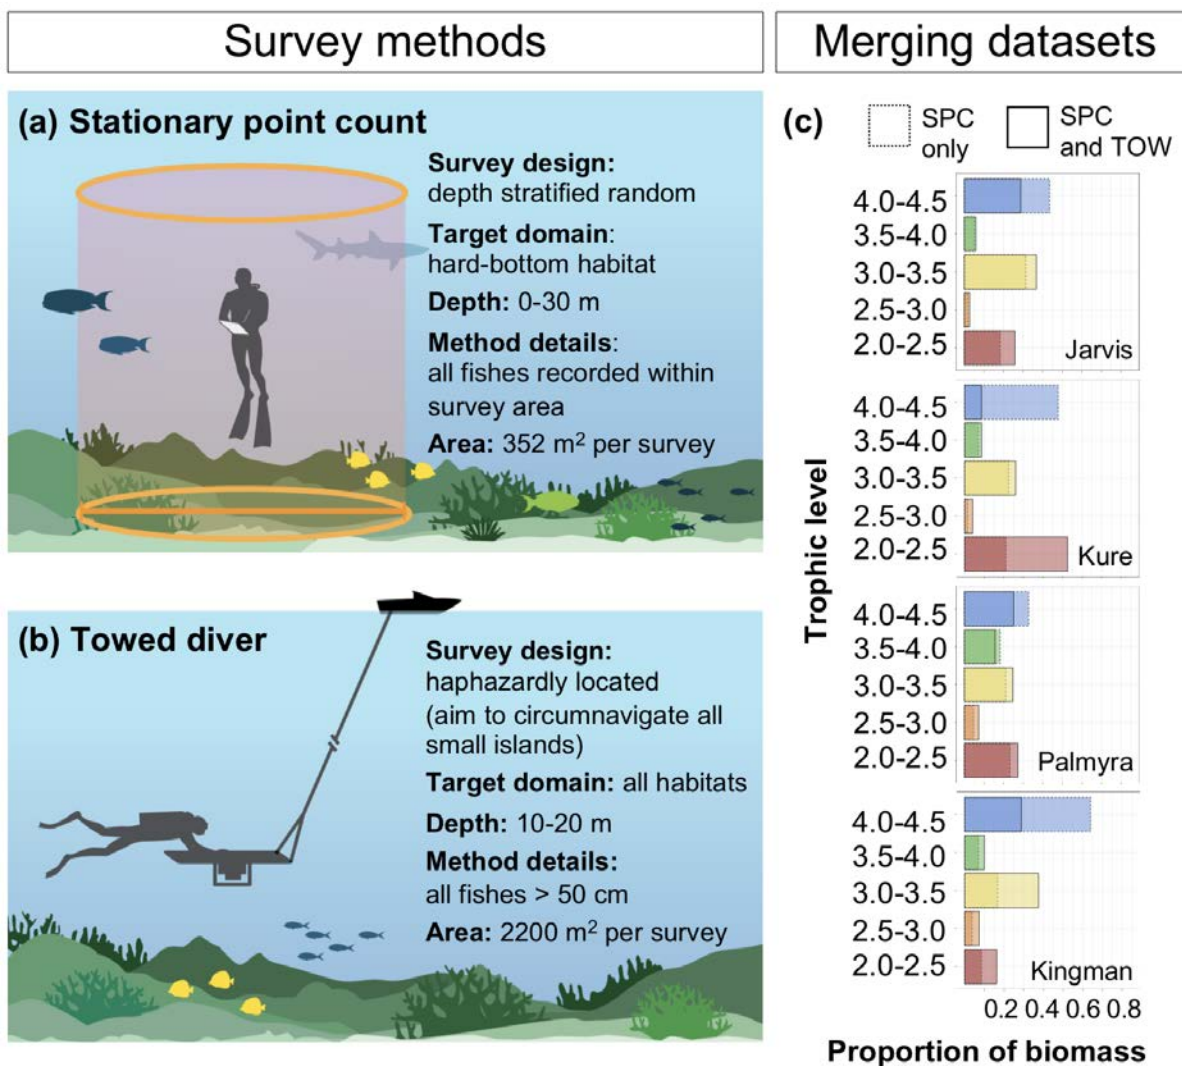 Survey methods
Merging datasets
(a) Stationary point count
Survey design:
depth stratified random
Target domain:
hard-bottom habitat
Depth: 0-30 m
Method details:
all fishes recorded within
survey area
Area: 352 m² per survey
(b) Towed diver
Survey design:
haphazardly located
(aim to circumnavigate all
small islands)
Target domain: all habitats
Depth: 10-20 m
Method details:
all fishes > 50 cm
Area: 2200 m² per survey
(c)
SPC
only
SPC
and TOW
Trophic level
4.0-4.5
3.5-4.0
3.0-3.5
2.5-3.0
2.0-2.5
Jarvis
4.0-4.5
3.5-4.0
3.0-3.5
2.5-3.0
2.0-2.5
Kure
4.0-4.5
3.5-4.0
3.0-3.5
2.5-3.0
2.0-2.5
Palmyra
4.0-4.5
3.5-4.0
3.0-3.5
2.5-3.0
2.0-2.5
Kingman
0.2 0.4 0.6 0.8
Proportion of biomass